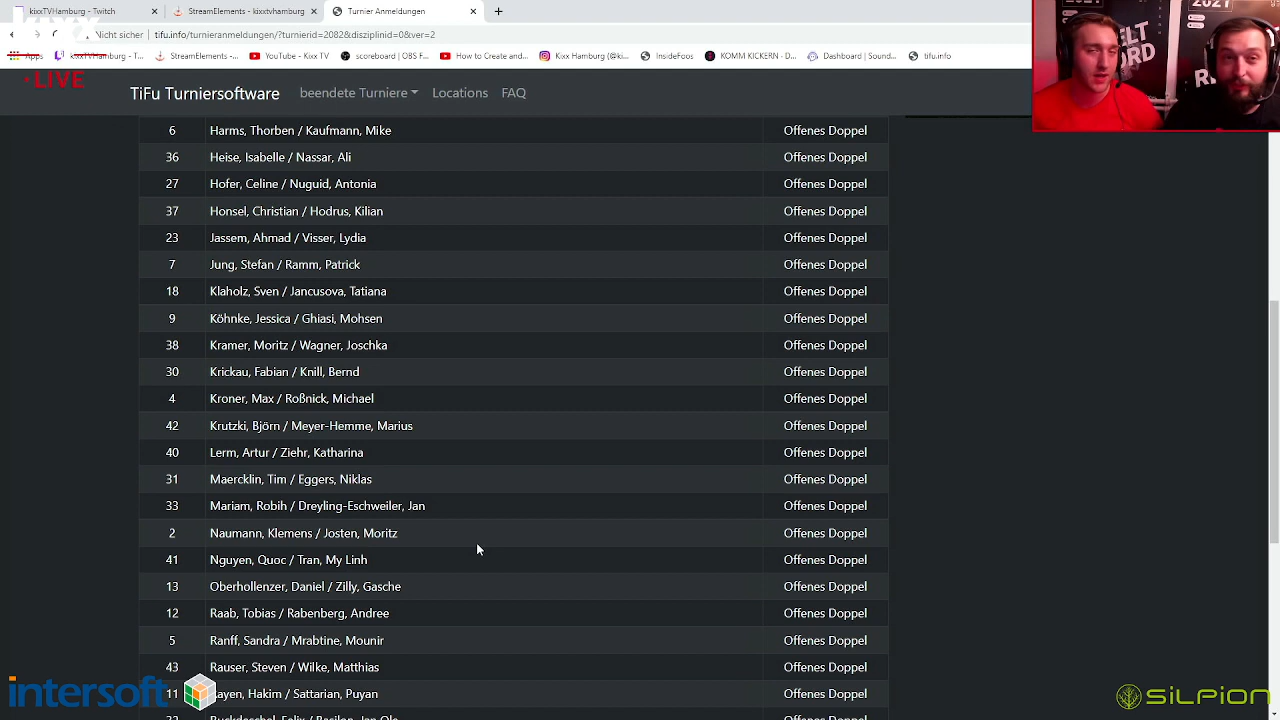 kixxTVHamburg - Twitch
StreamElements - kixxtvhamburg
Turnier Anmeldungen
Nicht sicher | tifu.info/turnieranmeldungen/?turnierid=2082&disziplinid=0&ver=2
Apps kixxTVHamburg - T... StreamElements -... YouTube - Kixx TV scoreboard | OBS F... How to Create and... Kixx Hamburg (@ki... InsideFoos KOMM KICKERN - D... Dashboard | Sound... tifu.info
kixx
LIVE
TiFu Turniersoftware beendete Turniere Locations FAQ
6 Harms, Thorben / Kaufmann, Mike Offenes Doppel
36 Heise, Isabelle / Nassar, Ali Offenes Doppel
27 Hofer, Celine / Nuguid, Antonia Offenes Doppel
37 Honsel, Christian / Hodrus, Kilian Offenes Doppel
23 Jassem, Ahmad / Visser, Lydia Offenes Doppel
7 Jung, Stefan / Ramm, Patrick Offenes Doppel
18 Klaholz, Sven / Jancusova, Tatiana Offenes Doppel
9 Köhnke, Jessica / Ghiasi, Mohsen Offenes Doppel
38 Kramer, Moritz / Wagner, Joschka Offenes Doppel
30 Krickau, Fabian / Knill, Bernd Offenes Doppel
4 Kroner, Max / Roßnick, Michael Offenes Doppel
42 Krutzki, Björn / Meyer-Hemme, Marius Offenes Doppel
40 Lerm, Artur / Ziehr, Katharina Offenes Doppel
31 Maercklin, Tim / Eggers, Niklas Offenes Doppel
33 Mariam, Robih / Dreyling-Eschweiler, Jan Offenes Doppel
2 Naumann, Klemens / Josten, Moritz Offenes Doppel
41 Nguyen, Quoc / Tran, My Linh Offenes Doppel
13 Oberhollenzer, Daniel / Zilly, Gasche Offenes Doppel
12 Raab, Tobias / Rabenberg, Andree Offenes Doppel
5 Ranff, Sandra / Mrabtine, Mounir Offenes Doppel
43 Rauser, Steven / Wilke, Matthias Offenes Doppel
11 ayen, Hakim / Sattarian, Puyan Offenes Doppel
Offenes Doppel
intersoft
SILPION
2021
ELT
ORD